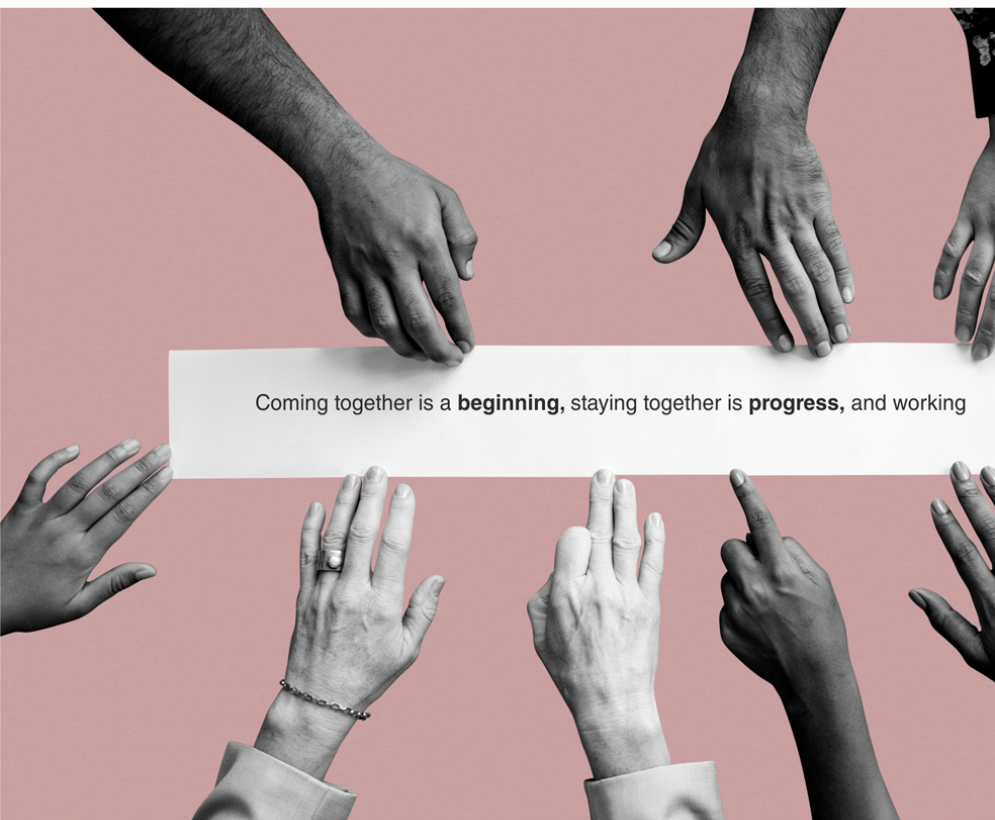 Coming together is a beginning, staying together is progress, and working